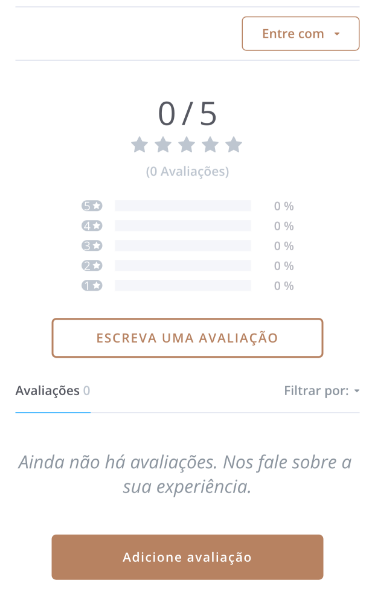 Entre com
0/5
(0 Avaliações)
5★ 0 %
4★ 0 %
3★ 0 %
2★ 0 %
1★ 0 %
ESCREVA UMA AVALIAÇÃO
Avaliações 0 Filtrar por:
Ainda não há avaliações. Nos fale sobre a
sua experiência.
Adicione avaliação